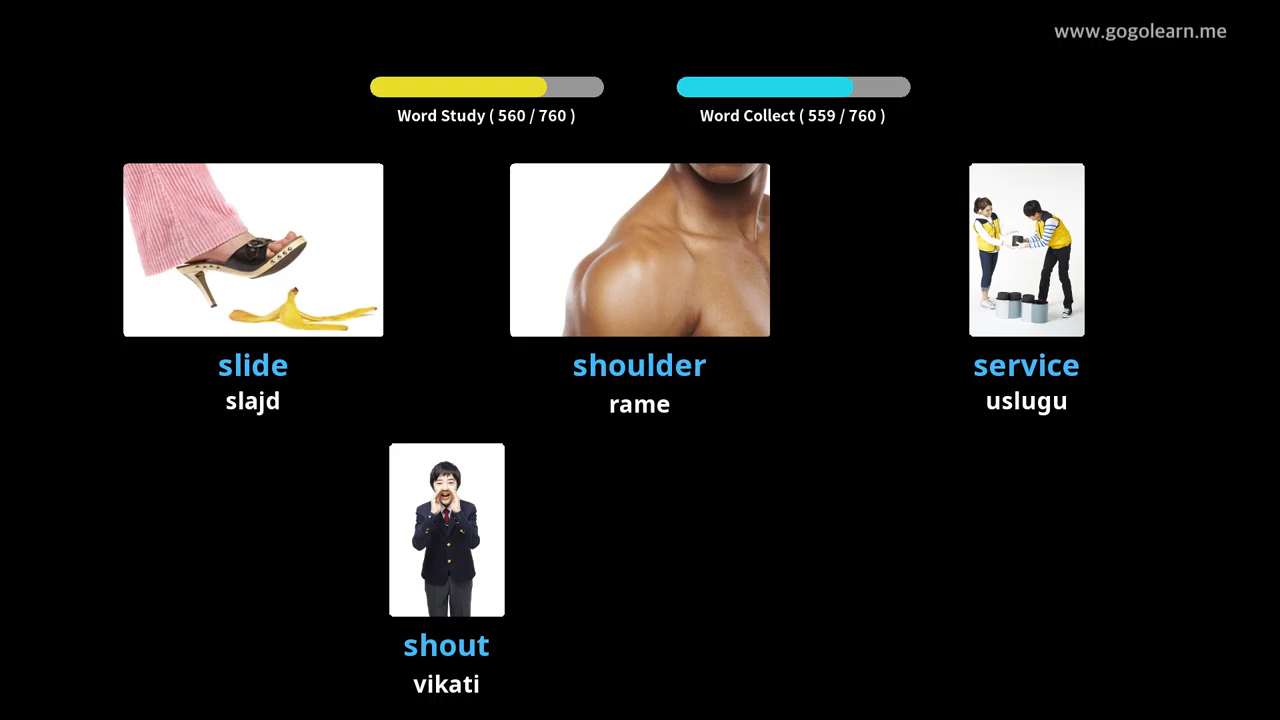 www.gogolearn.me
Word Study ( 560 / 760 )
Word Collect ( 559 / 760 )
slide
slajd
shoulder
rame
service
uslugu
shout
vikati